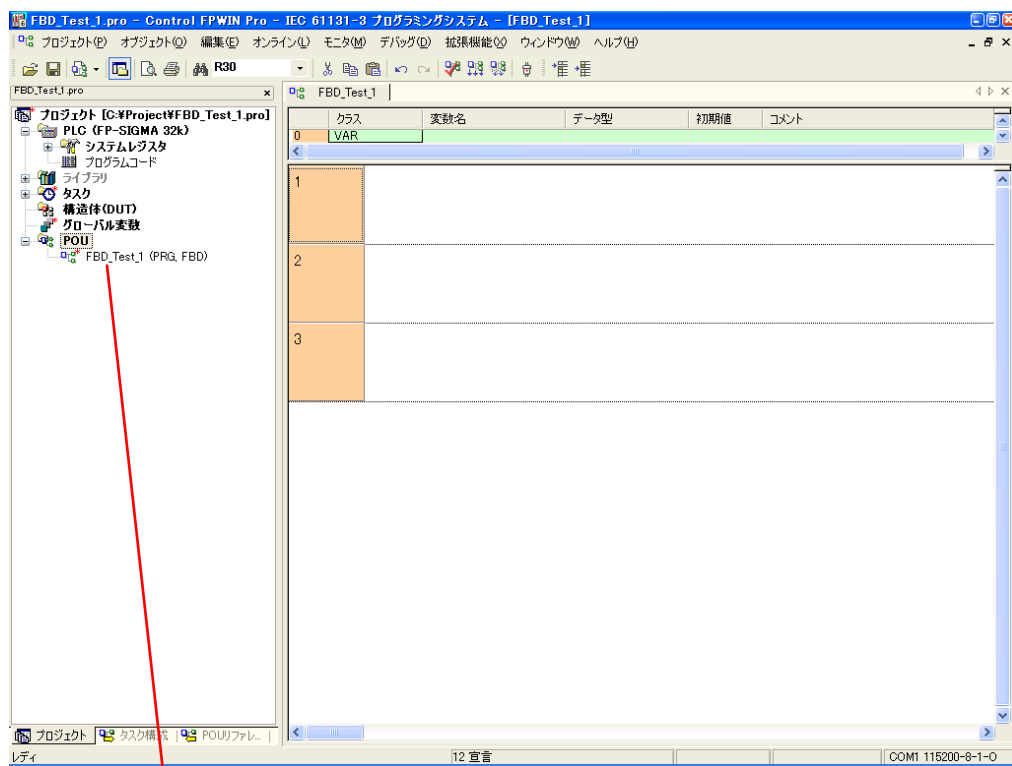 FBD_Test_1.pro - Control FPWIN Pro - IEC 61131-3 プログラミングシステム - [FBD_Test_1]
プロジェクト(P) オブジェクト(O) 編集(E) オンライン(L) モニタ(M) デバッグ(D) 拡張機能(X) ウィンドウ(W) ヘルプ(H)
R30
FBD_Test_1.pro
FBD_Test_1
プロジェクト [C:¥Project¥FBD_Test_1.pro]
PLC (FP-SIGMA 32k)
システムレジスタ
プログラムコード
ライブラリ
タスク
構造体(DUT)
グローバル変数
POU
FBD_Test_1 (PRG, FBD)
クラス 変数名 データ型 初期値 コメント
0 VAR
1
2
3
プロジェクト タスク構成 POUリファレ...
レディ 12 宣言 COM1 115200-8-1-O